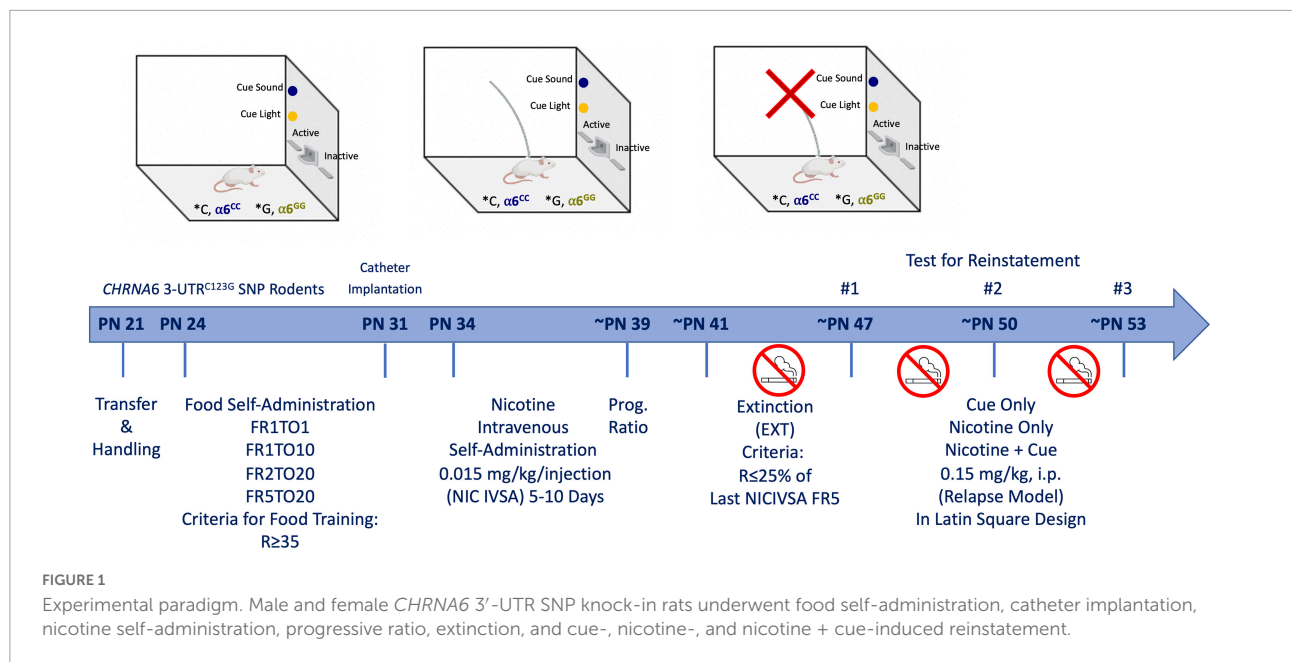 Cue Sound
Cue Light
Active
Inactive
*C, α6CC *G, α6GG
Cue Sound
Cue Light
Active
Inactive
*C, α6CC *G, α6GG
Cue Sound
Cue Light
Active
Inactive
*C, α6CC *G, α6GG
CHRNA6 3-UTRC123G SNP Rodents
Catheter
Implantation
Test for Reinstatement
#1 #2 #3
PN 21 PN 24 PN 31 PN 34 ~PN 39 ~PN 41 ~PN 47 ~PN 50 ~PN 53
Transfer
&
Handling
Food Self-Administration
FR1TO1
FR1TO10
FR2TO20
FR5TO20
Criteria for Food Training:
R≥35
Nicotine
Intravenous
Self-Administration
0.015 mg/kg/injection
(NIC IVSA) 5-10 Days
Prog.
Ratio
Extinction
(EXT)
Criteria:
R≤25% of
Last NICIVSA FR5
Cue Only
Nicotine Only
Nicotine + Cue
0.15 mg/kg, i.p.
(Relapse Model)
In Latin Square Design
FIGURE 1
Experimental paradigm. Male and female CHRNA6 3′-UTR SNP knock-in rats underwent food self-administration, catheter implantation,
nicotine self-administration, progressive ratio, extinction, and cue-, nicotine-, and nicotine + cue-induced reinstatement.